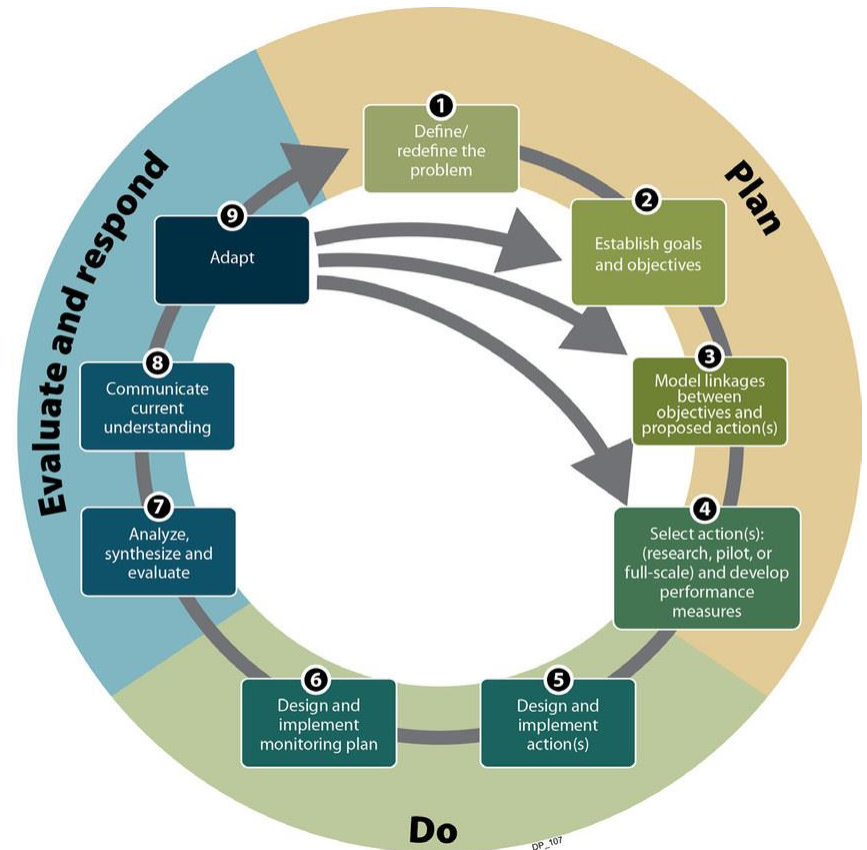 1
Define/
redefine the
problem
2
Establish goals
and objectives
3
Model linkages
between
objectives and
proposed action(s)
4
Select action(s):
(research, pilot, or
full-scale) and develop
performance
measures
5
Design and
implement
action(s)
6
Design and
implement
monitoring plan
7
Analyze,
synthesize and
evaluate
8
Communicate
current
understanding
9
Adapt
Plan
Do
Evaluate and respond
DP_107